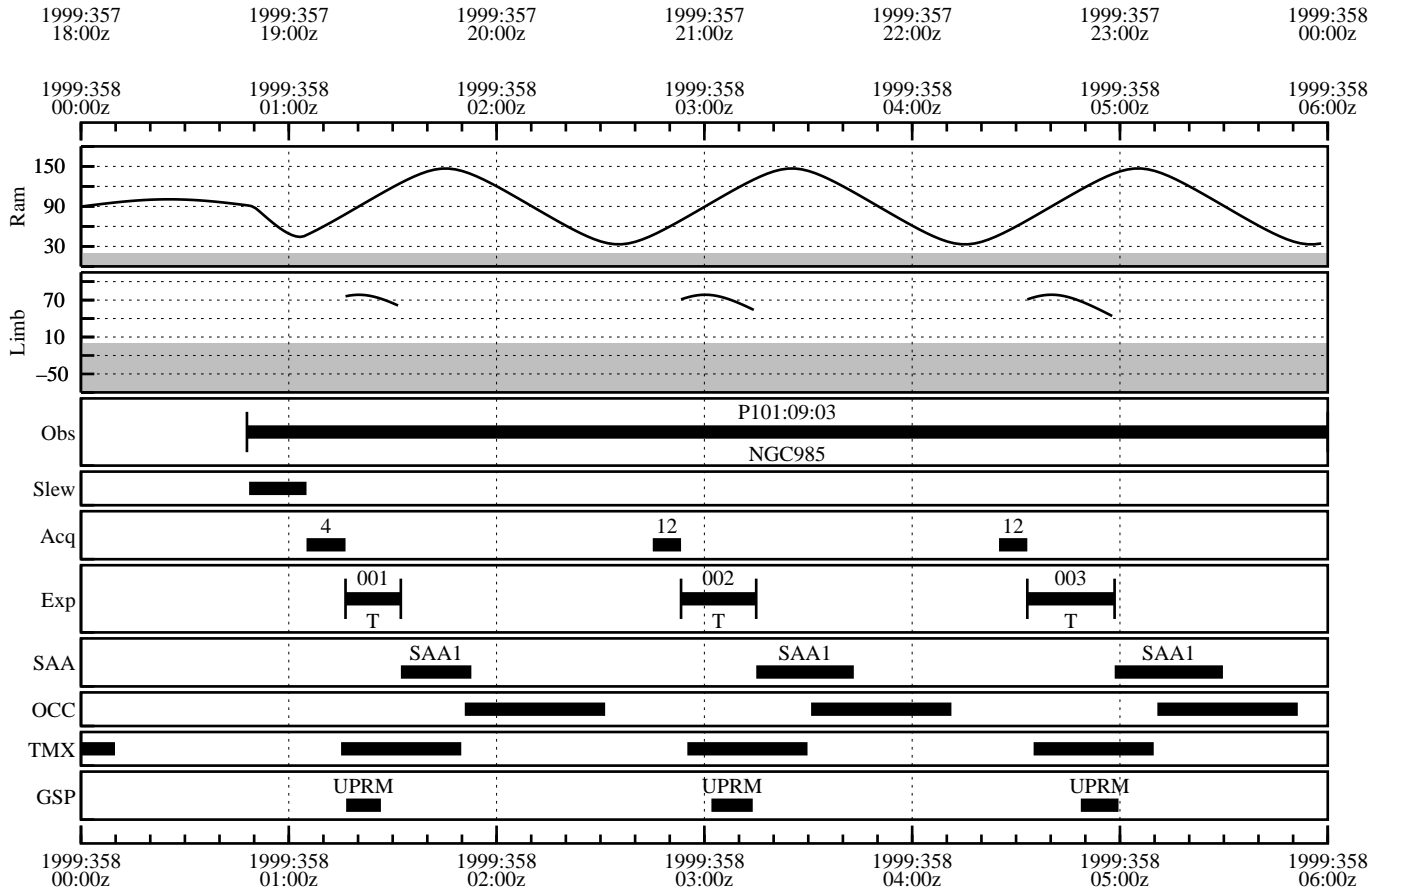 1999:357 1999:357 1999:357 1999:357 1999:357 1999:357 1999:358
18:00z 19:00z 20:00z 21:00z 22:00z 23:00z 00:00z
1999:358 1999:358 1999:358 1999:358 1999:358 1999:358 1999:358
00:00z 01:00z 02:00z 03:00z 04:00z 05:00z 06:00z
Ram
150
90
30
Limb
70
10
−50
P101:09:03
Obs
NGC985
Slew
4 12 12
Acq
001 002 003
Exp
T T T
SAA1 SAA1 SAA1
SAA
OCC
TMX
UPRM UPRM UPRM
GSP
1999:358 1999:358 1999:358 1999:358 1999:358 1999:358 1999:358
00:00z 01:00z 02:00z 03:00z 04:00z 05:00z 06:00z